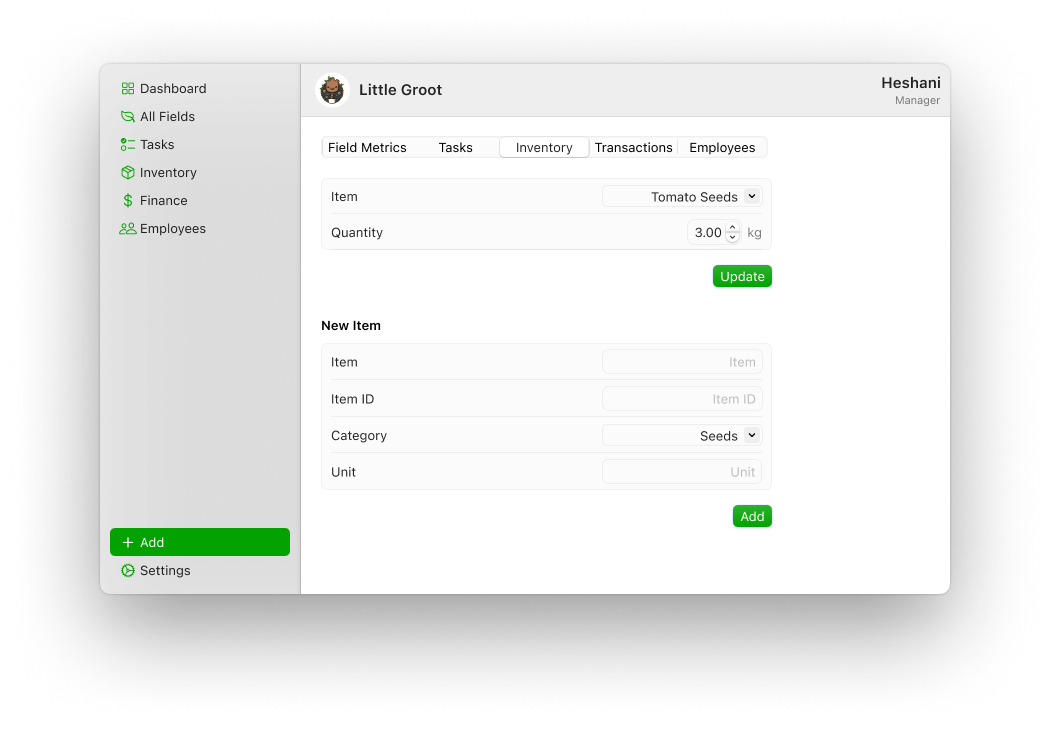 Dashboard
All Fields
Tasks
Inventory
Finance
Employees
+ Add
Settings
Little Groot
Heshani
Manager
Field Metrics Tasks Inventory Transactions Employees
Item Tomato Seeds
Quantity 3.00 kg
Update
New Item
Item Item
Item ID Item ID
Category Seeds
Unit Unit
Add